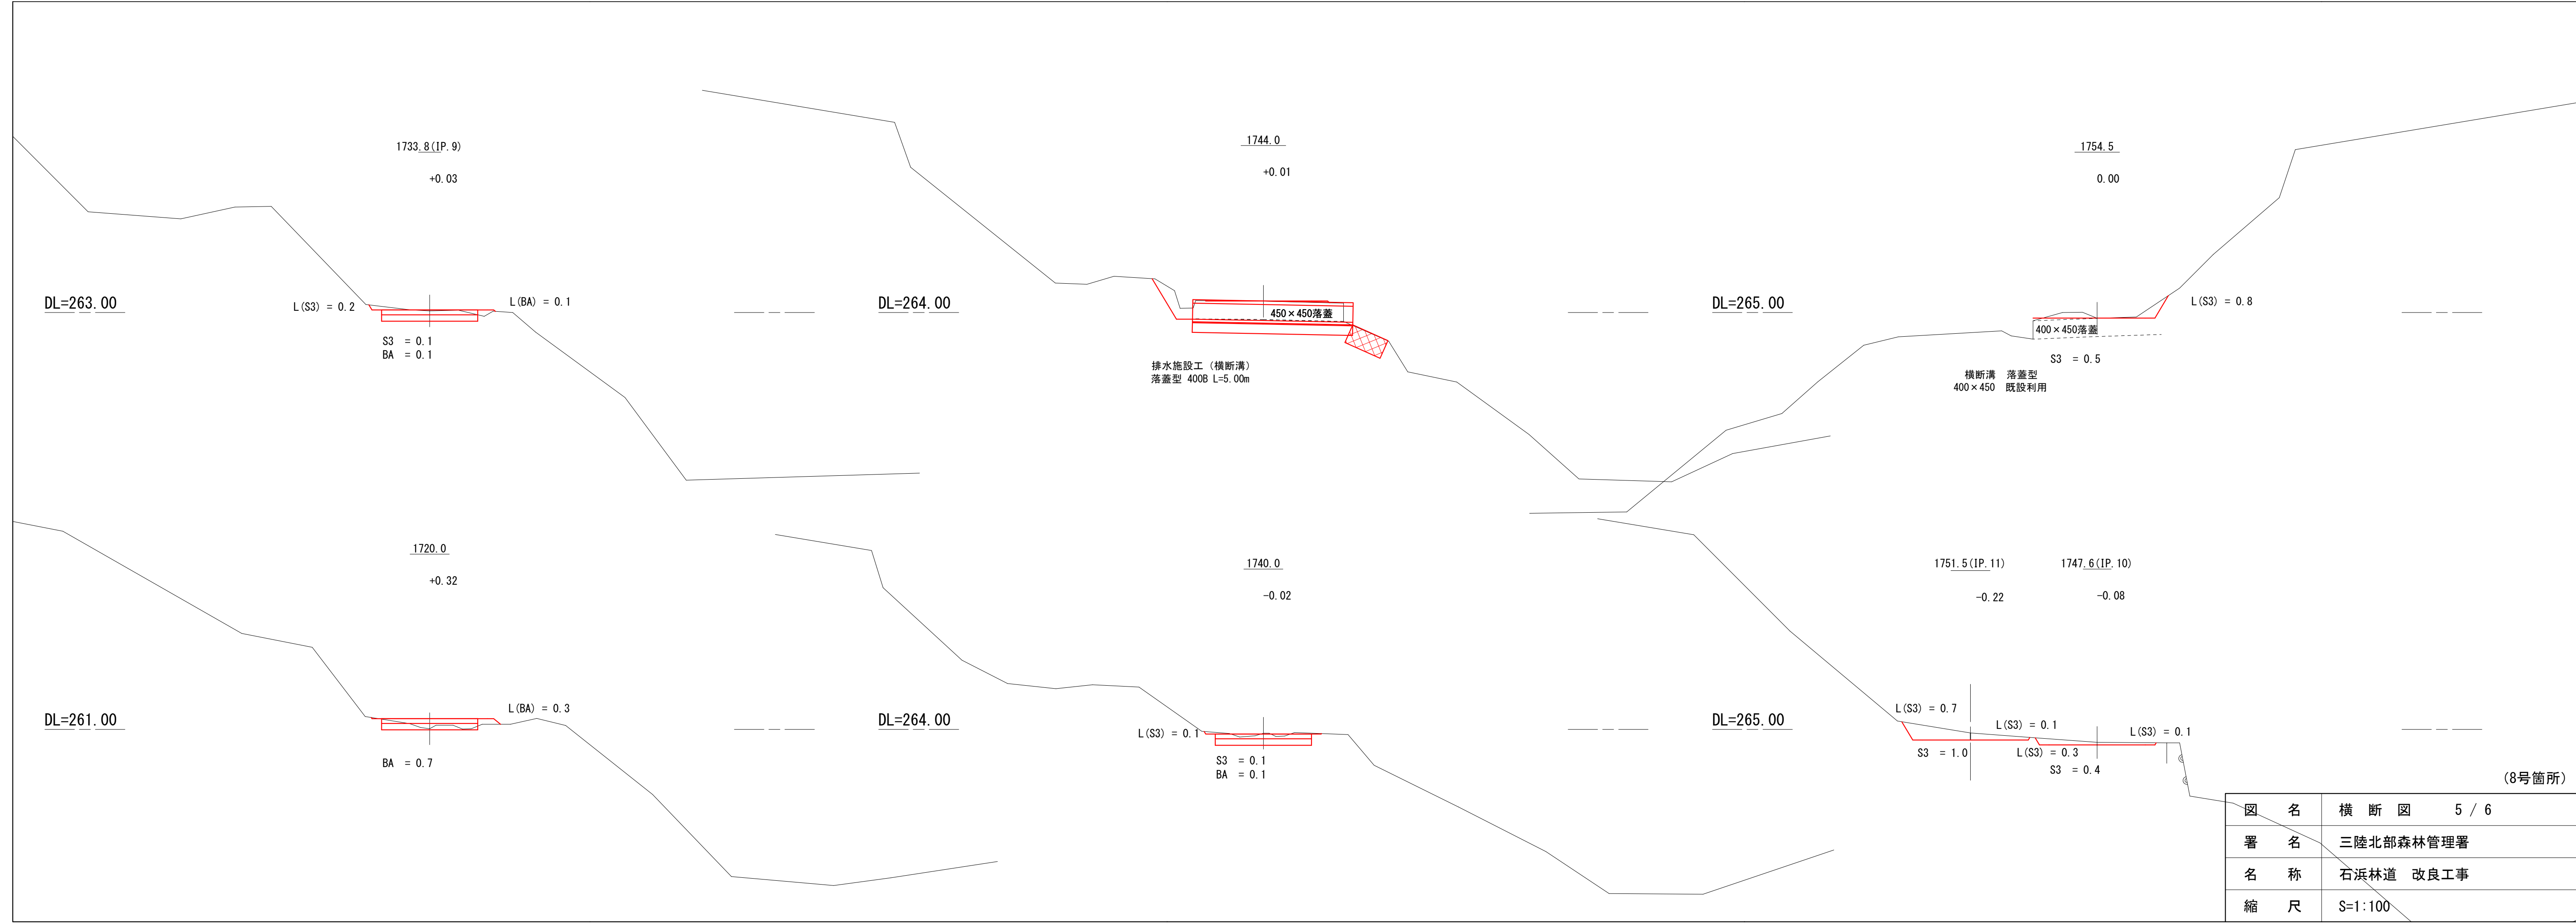 1733.8(IP.9)
+0.03
DL=263.00
L(S3) = 0.2
L(BA) = 0.1
S3 = 0.1
BA = 0.1
1744.0
+0.01
DL=264.00
450×450落蓋
排水施設工（横断溝）
落蓋型 400B L=5.00m
1754.5
0.00
DL=265.00
L(S3) = 0.8
400×450落蓋
S3 = 0.5
横断溝 落蓋型
400×450 既設利用
1720.0
+0.32
DL=261.00
L(BA) = 0.3
BA = 0.7
1740.0
-0.02
DL=264.00
L(S3) = 0.1
S3 = 0.1
BA = 0.1
1751.5(IP.11)
-0.22
1747.6(IP.10)
-0.08
DL=265.00
L(S3) = 0.7
L(S3) = 0.1
L(S3) = 0.1
S3 = 1.0
L(S3) = 0.3
S3 = 0.4
(8号箇所)
図 名 横 断 図 5 / 6
署 名 三陸北部森林管理署
名 称 石浜林道 改良工事
縮 尺 S=1:100